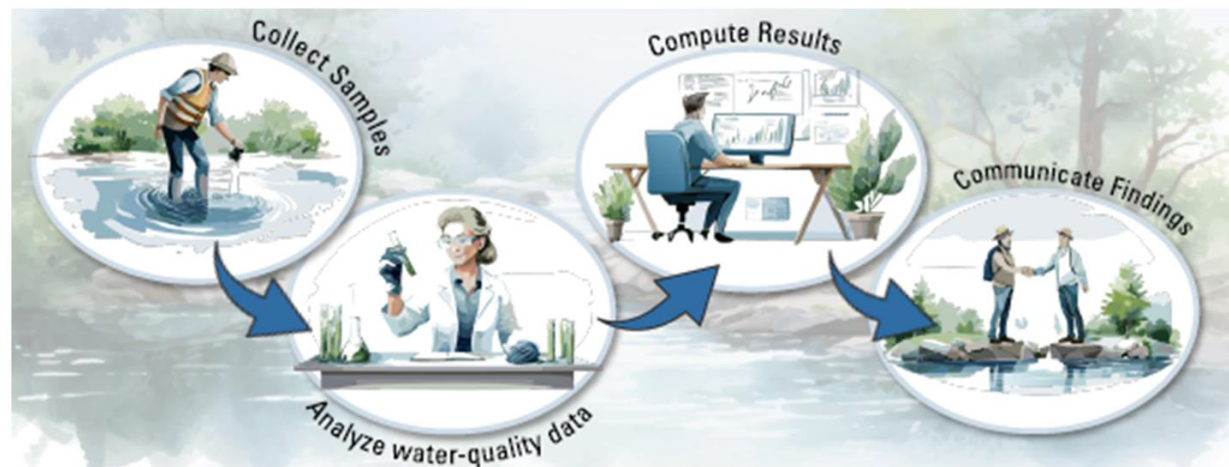 Collect Samples
Analyze water-quality data
Compute Results
Communicate Findings